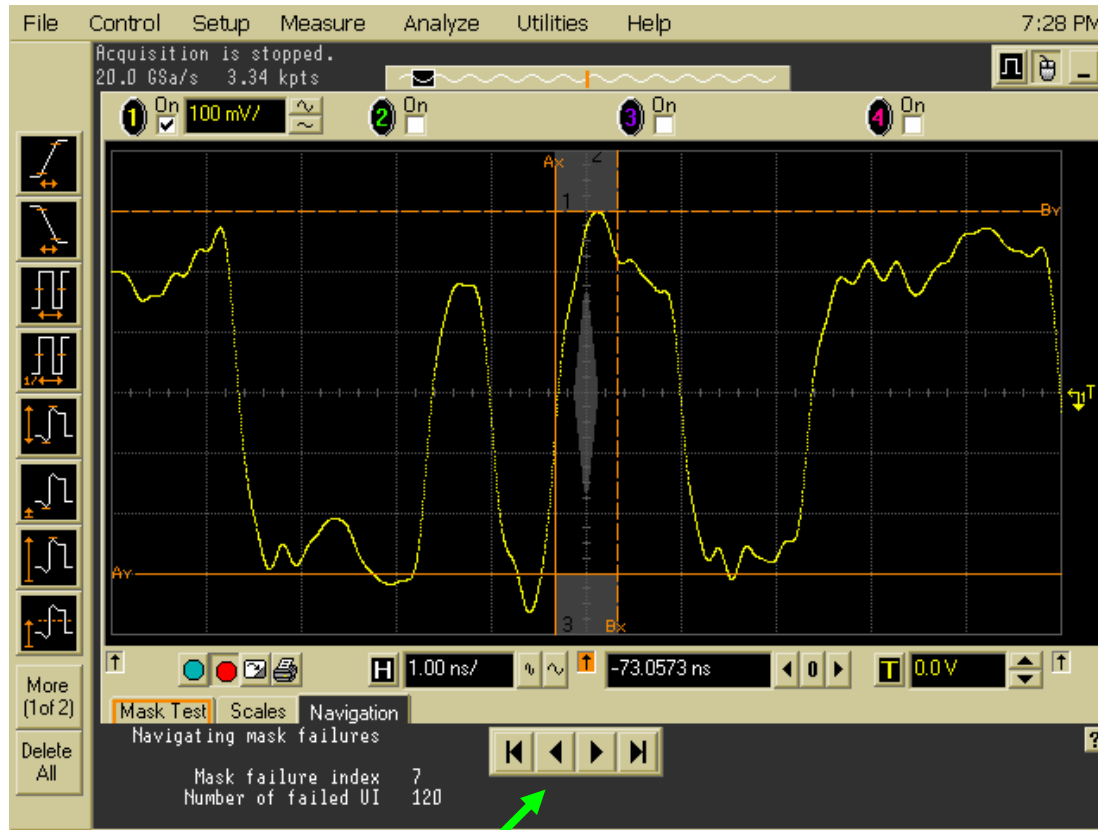 File Control Setup Measure Analyze Utilities Help 7:28 PM
Acquisition is stopped.
20.0 GSa/s 3.34 kpts
1 On 100 mV/ 2 On 3 On 4 On
Ax 2
1 By
T
Ay
3 Bx
H 1.00 ns/ -73.0573 ns 0 T 0.0 V
More
(1of 2)
Delete
All
Mask Test Scales Navigation
Navigating mask failures
?
Mask failure index 7
Number of failed UI 120